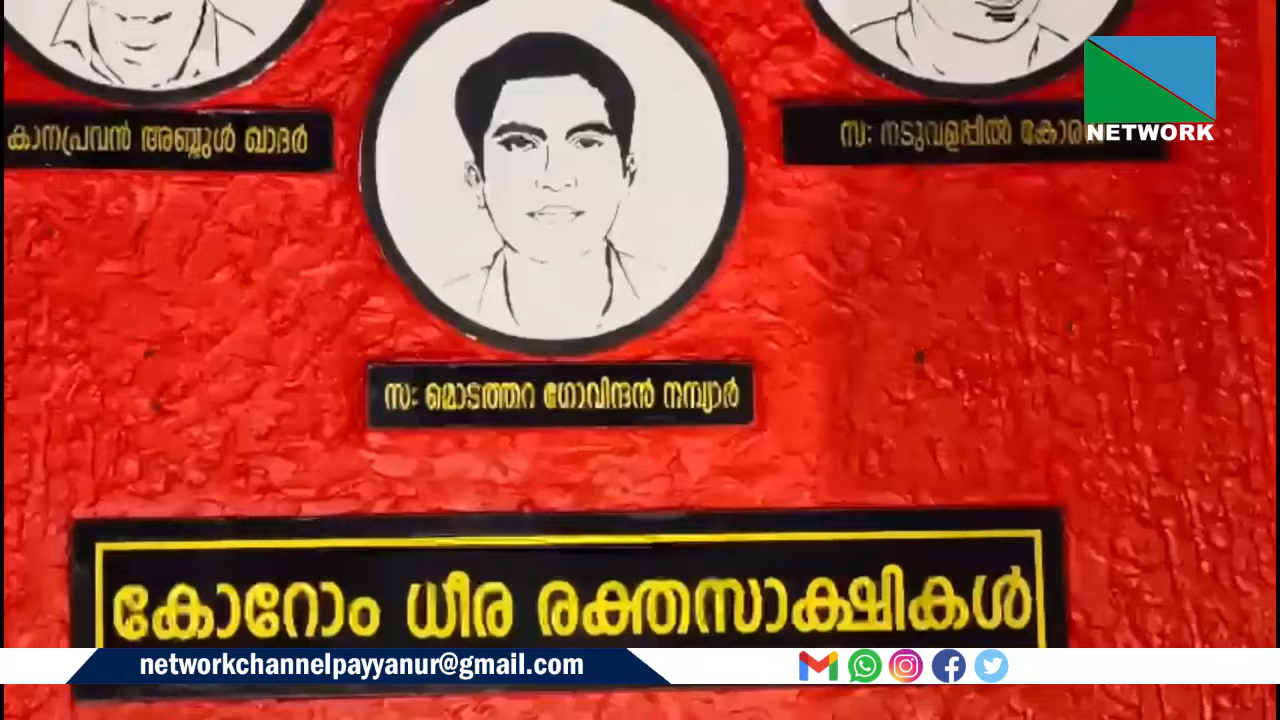 കാനപ്രവൻ അബ്ദുൾ ഖാദർ
സഃ നടുവളപ്പിൽ
NETWORK
സഃ മൊടത്തറ ഗോവിന്ദൻ നമ്പ്യാർ
കോറോം ധീര രക്തസാക്ഷികൾ
networkchannelpayyanur@gmail.com